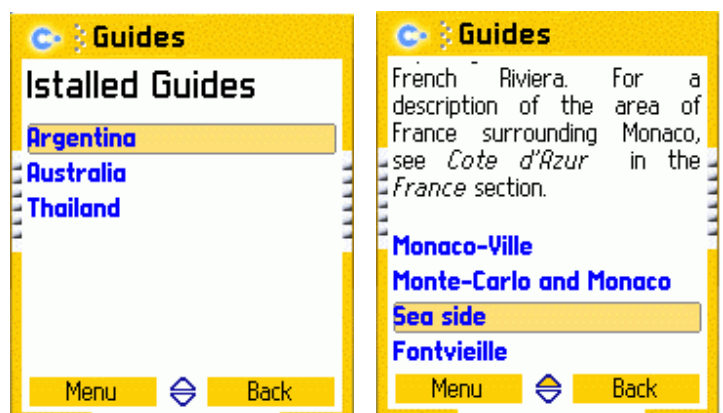 Guides
Istalled Guides
Argentina
Australia
Thailand
Menu
Back
Guides
French Riviera. For a
description of the area of
France surrounding Monaco,
see Cote d'Azur in the
France section.
Monaco-Ville
Monte-Carlo and Monaco
Sea side
Fontvieille
Menu
Back